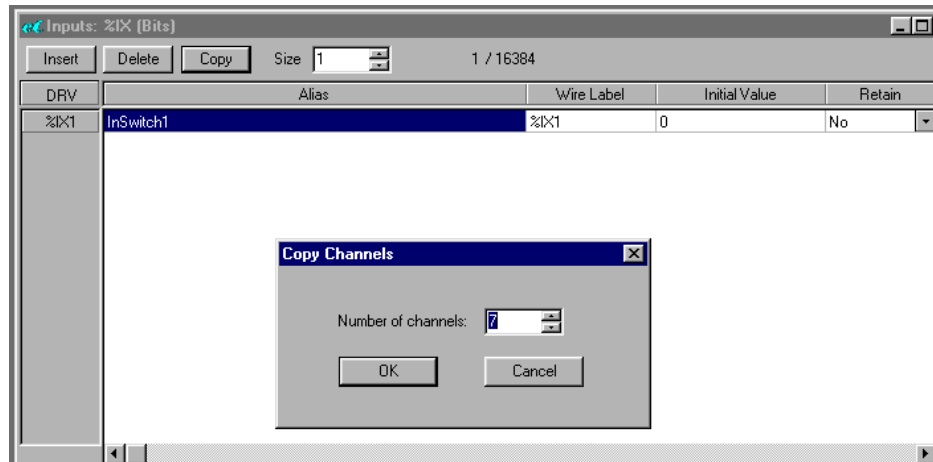 Inputs: %IX (Bits)
Insert Delete Copy Size 1 1 / 16384
DRV Alias Wire Label Initial Value Retain
%IX1 InSwitch1 %IX1 0 No
Copy Channels
Number of channels: 7
OK Cancel